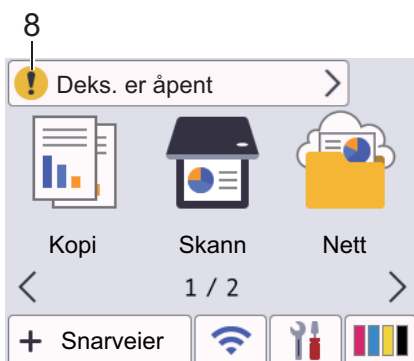 8
Deks. er åpent
Kopi Skann Nett
1 / 2
+ Snarveier